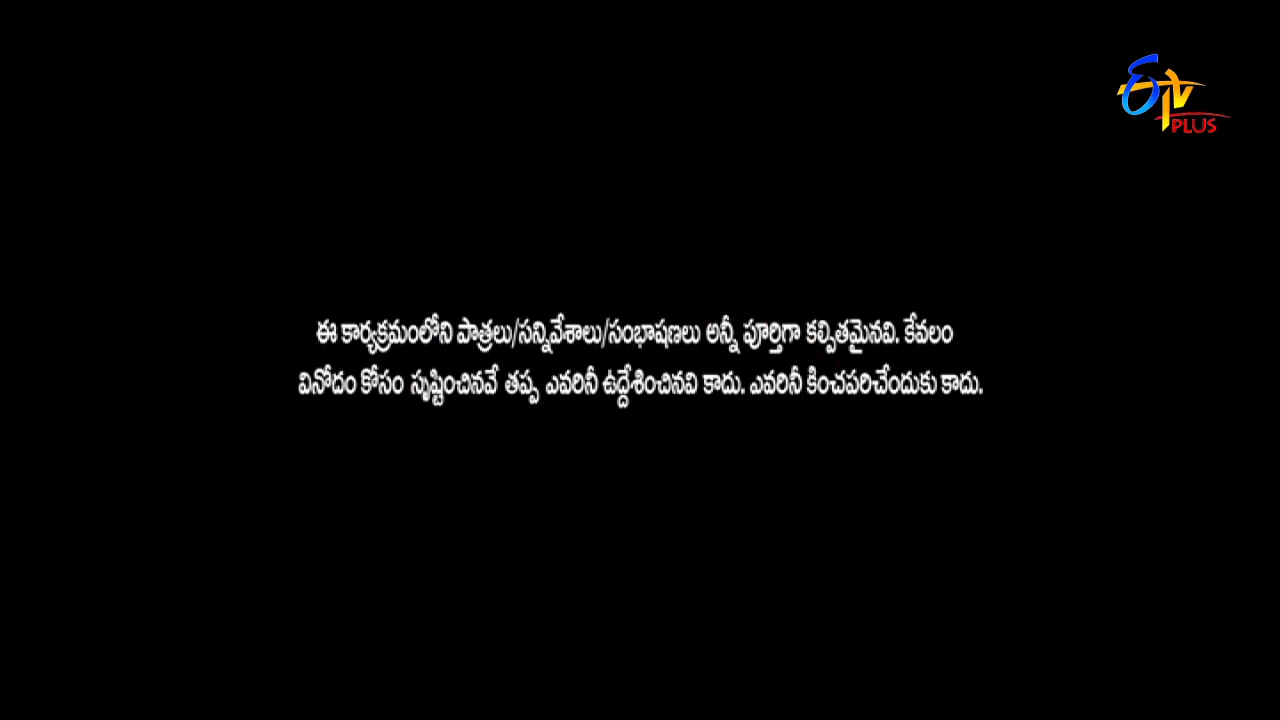 ETV
PLUS
ఈ కార్యక్రమంలోని పాత్రలు/సన్నివేశాలు/సంభాషణలు అన్నీ పూర్తిగా కల్పితమైనవి. కేవలం
వినోదం కోసం సృష్టించినవే తప్ప ఎవరినీ ఉద్దేశించినవి కాదు. ఎవరినీ కించపరిచేందుకు కాదు.